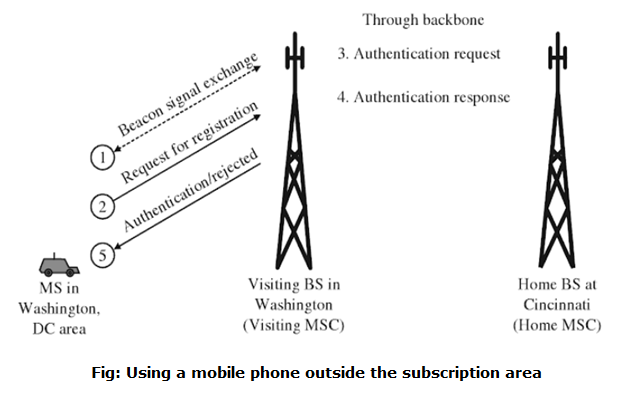 Through backbone
3. Authentication request
4. Authentication response
Beacon signal exchange
1
Request for registration
2
Authentication/rejected
5
MS in
Washington,
DC area
Visiting BS in
Washington
(Visiting MSC)
Home BS at
Cincinnati
(Home MSC)
Fig: Using a mobile phone outside the subscription area